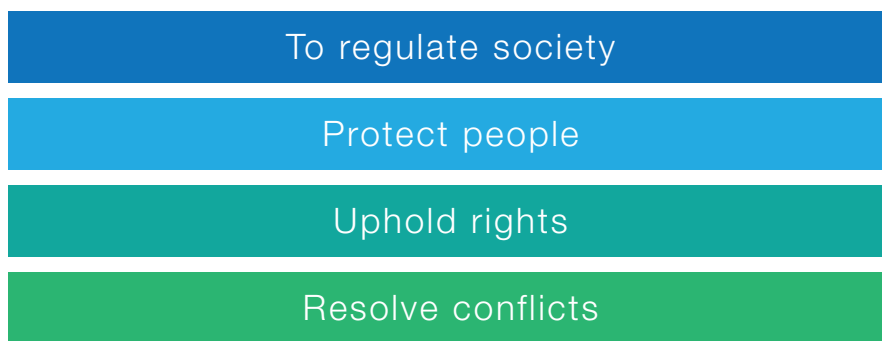 To regulate society
Protect people
Uphold rights
Resolve conflicts